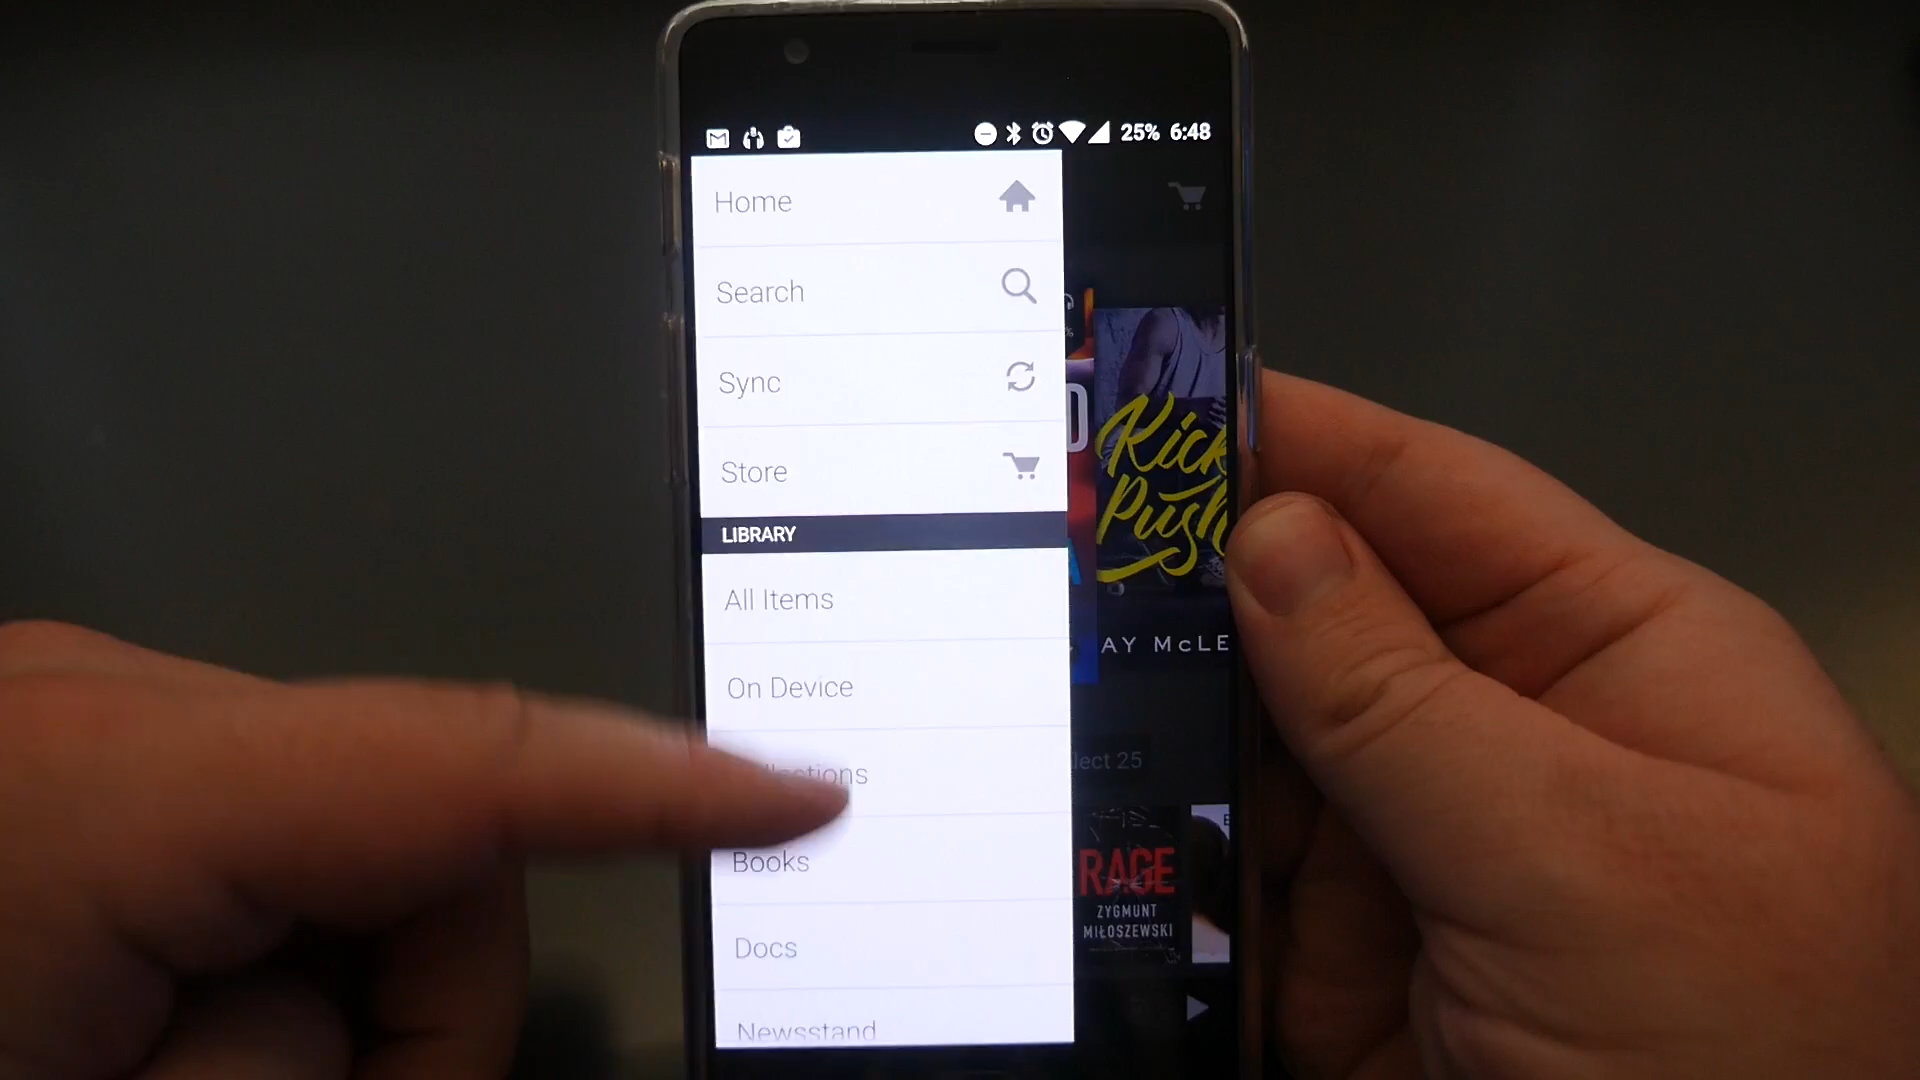 25% 6:48
Home
Search
Sync
Store
LIBRARY
All Items
On Device
Books
Docs
Newsstand
Kick
Push
AY McLE
lect 25
RAGE
ZYGMUNT
MIŁOSZEWSKI